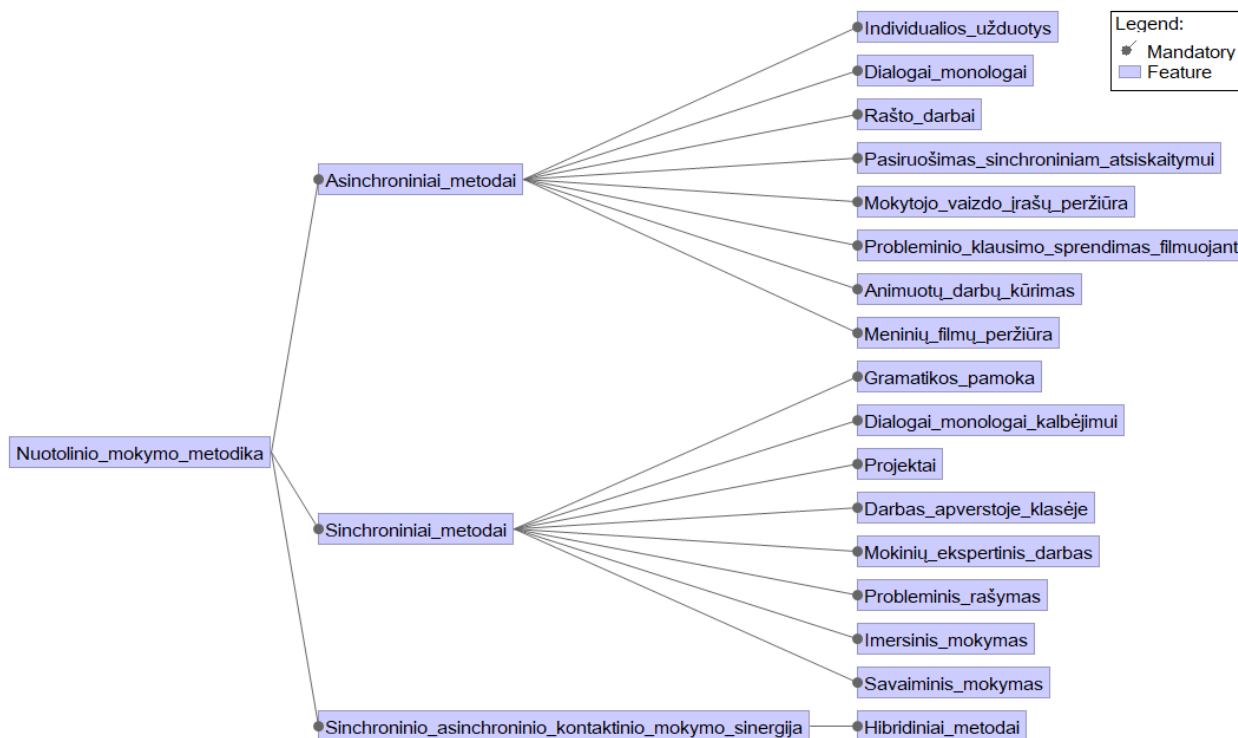 Individualios_užduotys
Legend:
Mandatory
Feature
Dialogai_monologai
Rašto_darbai
Pasiruošimas_sinchroniniam_atsiskaitymui
Asinchroniniai_metodai
Mokytojo_vaizdo_įrašų_peržiūra
Probleminio_klausimo_sprendimas_filmuojant
Animuotų_darbų_kūrimas
Meninių_filmų_peržiūra
Gramatikos_pamoka
Dialogai_monologai_kalbėjimui
Nuotolinio_mokymo_metodika
Projektai
Darbas_apverstoje_klasėje
Sinchroniniai_metodai
Mokinių_ekspertinis_darbas
Probleminis_rašymas
Imersinis_mokymas
Savaiminis_mokymas
Sinchroninio_asinchroninio_kontaktinio_mokymo_sinergija
Hibridiniai_metodai